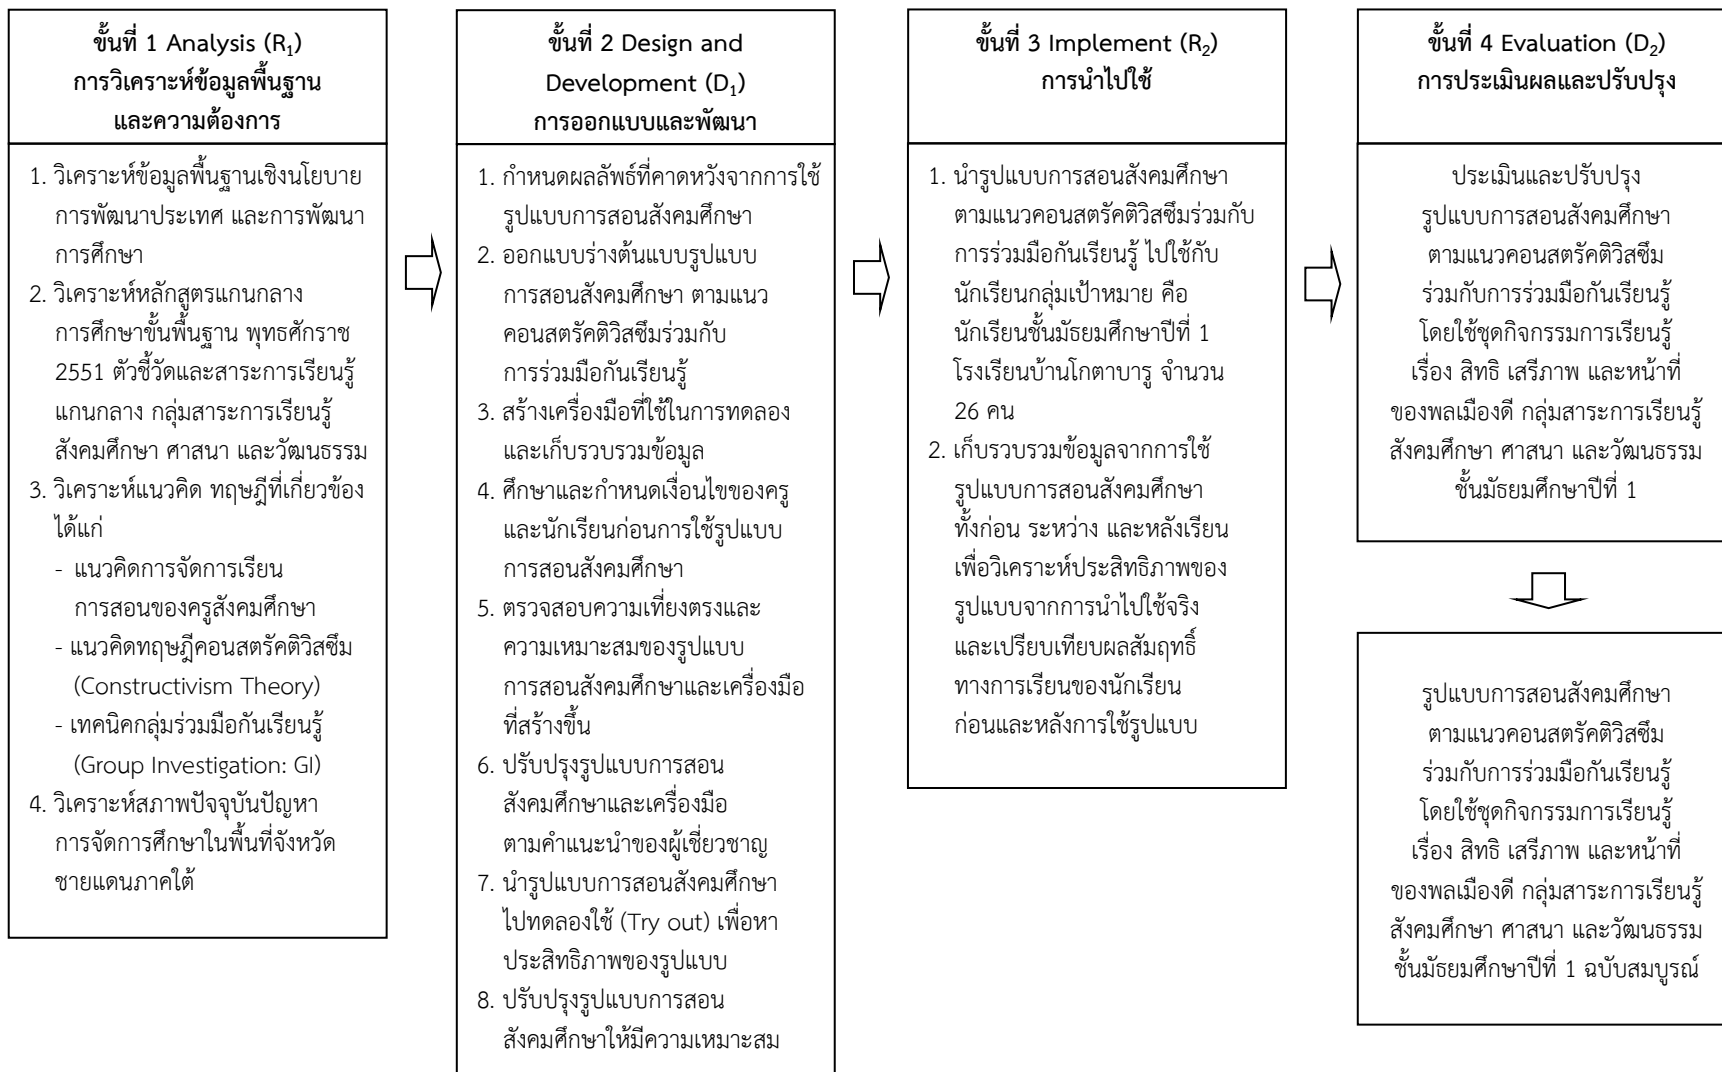 ขั้นที่ 1 Analysis (R₁)
การวิเคราะห์ข้อมูลพื้นฐาน
และความต้องการ
1. วิเคราะห์ข้อมูลพื้นฐานเชิงนโยบาย
การพัฒนาประเทศ และการพัฒนา
การศึกษา
2. วิเคราะห์หลักสูตรแกนกลาง
การศึกษาขั้นพื้นฐาน พุทธศักราช
2551 ตัวชี้วัดและสาระการเรียนรู้
แกนกลาง กลุ่มสาระการเรียนรู้
สังคมศึกษา ศาสนา และวัฒนธรรม
3. วิเคราะห์แนวคิด ทฤษฎีที่เกี่ยวข้อง
ได้แก่
- แนวคิดการจัดการเรียน
การสอนของครูสังคมศึกษา
- แนวคิดทฤษฎีคอนสตรัคติวิสซึม
(Constructivism Theory)
- เทคนิคกลุ่มร่วมมือกันเรียนรู้
(Group Investigation: GI)
4. วิเคราะห์สภาพปัจจุบันปัญหา
การจัดการศึกษาในพื้นที่จังหวัด
ชายแดนภาคใต้
ขั้นที่ 2 Design and
Development (D₁)
การออกแบบและพัฒนา
1. กำหนดผลลัพธ์ที่คาดหวังจากการใช้
รูปแบบการสอนสังคมศึกษา
2. ออกแบบร่างต้นแบบรูปแบบ
การสอนสังคมศึกษา ตามแนว
คอนสตรัคติวิสซึมร่วมกับ
การร่วมมือกันเรียนรู้
3. สร้างเครื่องมือที่ใช้ในการทดลอง
และเก็บรวบรวมข้อมูล
4. ศึกษาและกำหนดเงื่อนไขของครู
และนักเรียนก่อนการใช้รูปแบบ
การสอนสังคมศึกษา
5. ตรวจสอบความเที่ยงตรงและ
ความเหมาะสมของรูปแบบ
การสอนสังคมศึกษาและเครื่องมือ
ที่สร้างขึ้น
6. ปรับปรุงรูปแบบการสอน
สังคมศึกษาและเครื่องมือ
ตามคำแนะนำของผู้เชี่ยวชาญ
7. นำรูปแบบการสอนสังคมศึกษา
ไปทดลองใช้ (Try out) เพื่อหา
ประสิทธิภาพของรูปแบบ
8. ปรับปรุงรูปแบบการสอน
สังคมศึกษาให้มีความเหมาะสม
ขั้นที่ 3 Implement (R₂)
การนำไปใช้
1. นำรูปแบบการสอนสังคมศึกษา
ตามแนวคอนสตรัคติวิสซึมร่วมกับ
การร่วมมือกันเรียนรู้ ไปใช้กับ
นักเรียนกลุ่มเป้าหมาย คือ
นักเรียนชั้นมัธยมศึกษาปีที่ 1
โรงเรียนบ้านโกตาบารู จำนวน
26 คน
2. เก็บรวบรวมข้อมูลจากการใช้
รูปแบบการสอนสังคมศึกษา
ทั้งก่อน ระหว่าง และหลังเรียน
เพื่อวิเคราะห์ประสิทธิภาพของ
รูปแบบจากการนำไปใช้จริง
และเปรียบเทียบผลสัมฤทธิ์
ทางการเรียนของนักเรียน
ก่อนและหลังการใช้รูปแบบ
ขั้นที่ 4 Evaluation (D₂)
การประเมินผลและปรับปรุง
ประเมินและปรับปรุง
รูปแบบการสอนสังคมศึกษา
ตามแนวคอนสตรัคติวิสซึม
ร่วมกับการร่วมมือกันเรียนรู้
โดยใช้ชุดกิจกรรมการเรียนรู้
เรื่อง สิทธิ เสรีภาพ และหน้าที่
ของพลเมืองดี กลุ่มสาระการเรียนรู้
สังคมศึกษา ศาสนา และวัฒนธรรม
ชั้นมัธยมศึกษาปีที่ 1
รูปแบบการสอนสังคมศึกษา
ตามแนวคอนสตรัคติวิสซึม
ร่วมกับการร่วมมือกันเรียนรู้
โดยใช้ชุดกิจกรรมการเรียนรู้
เรื่อง สิทธิ เสรีภาพ และหน้าที่
ของพลเมืองดี กลุ่มสาระการเรียนรู้
สังคมศึกษา ศาสนา และวัฒนธรรม
ชั้นมัธยมศึกษาปีที่ 1 ฉบับสมบูรณ์